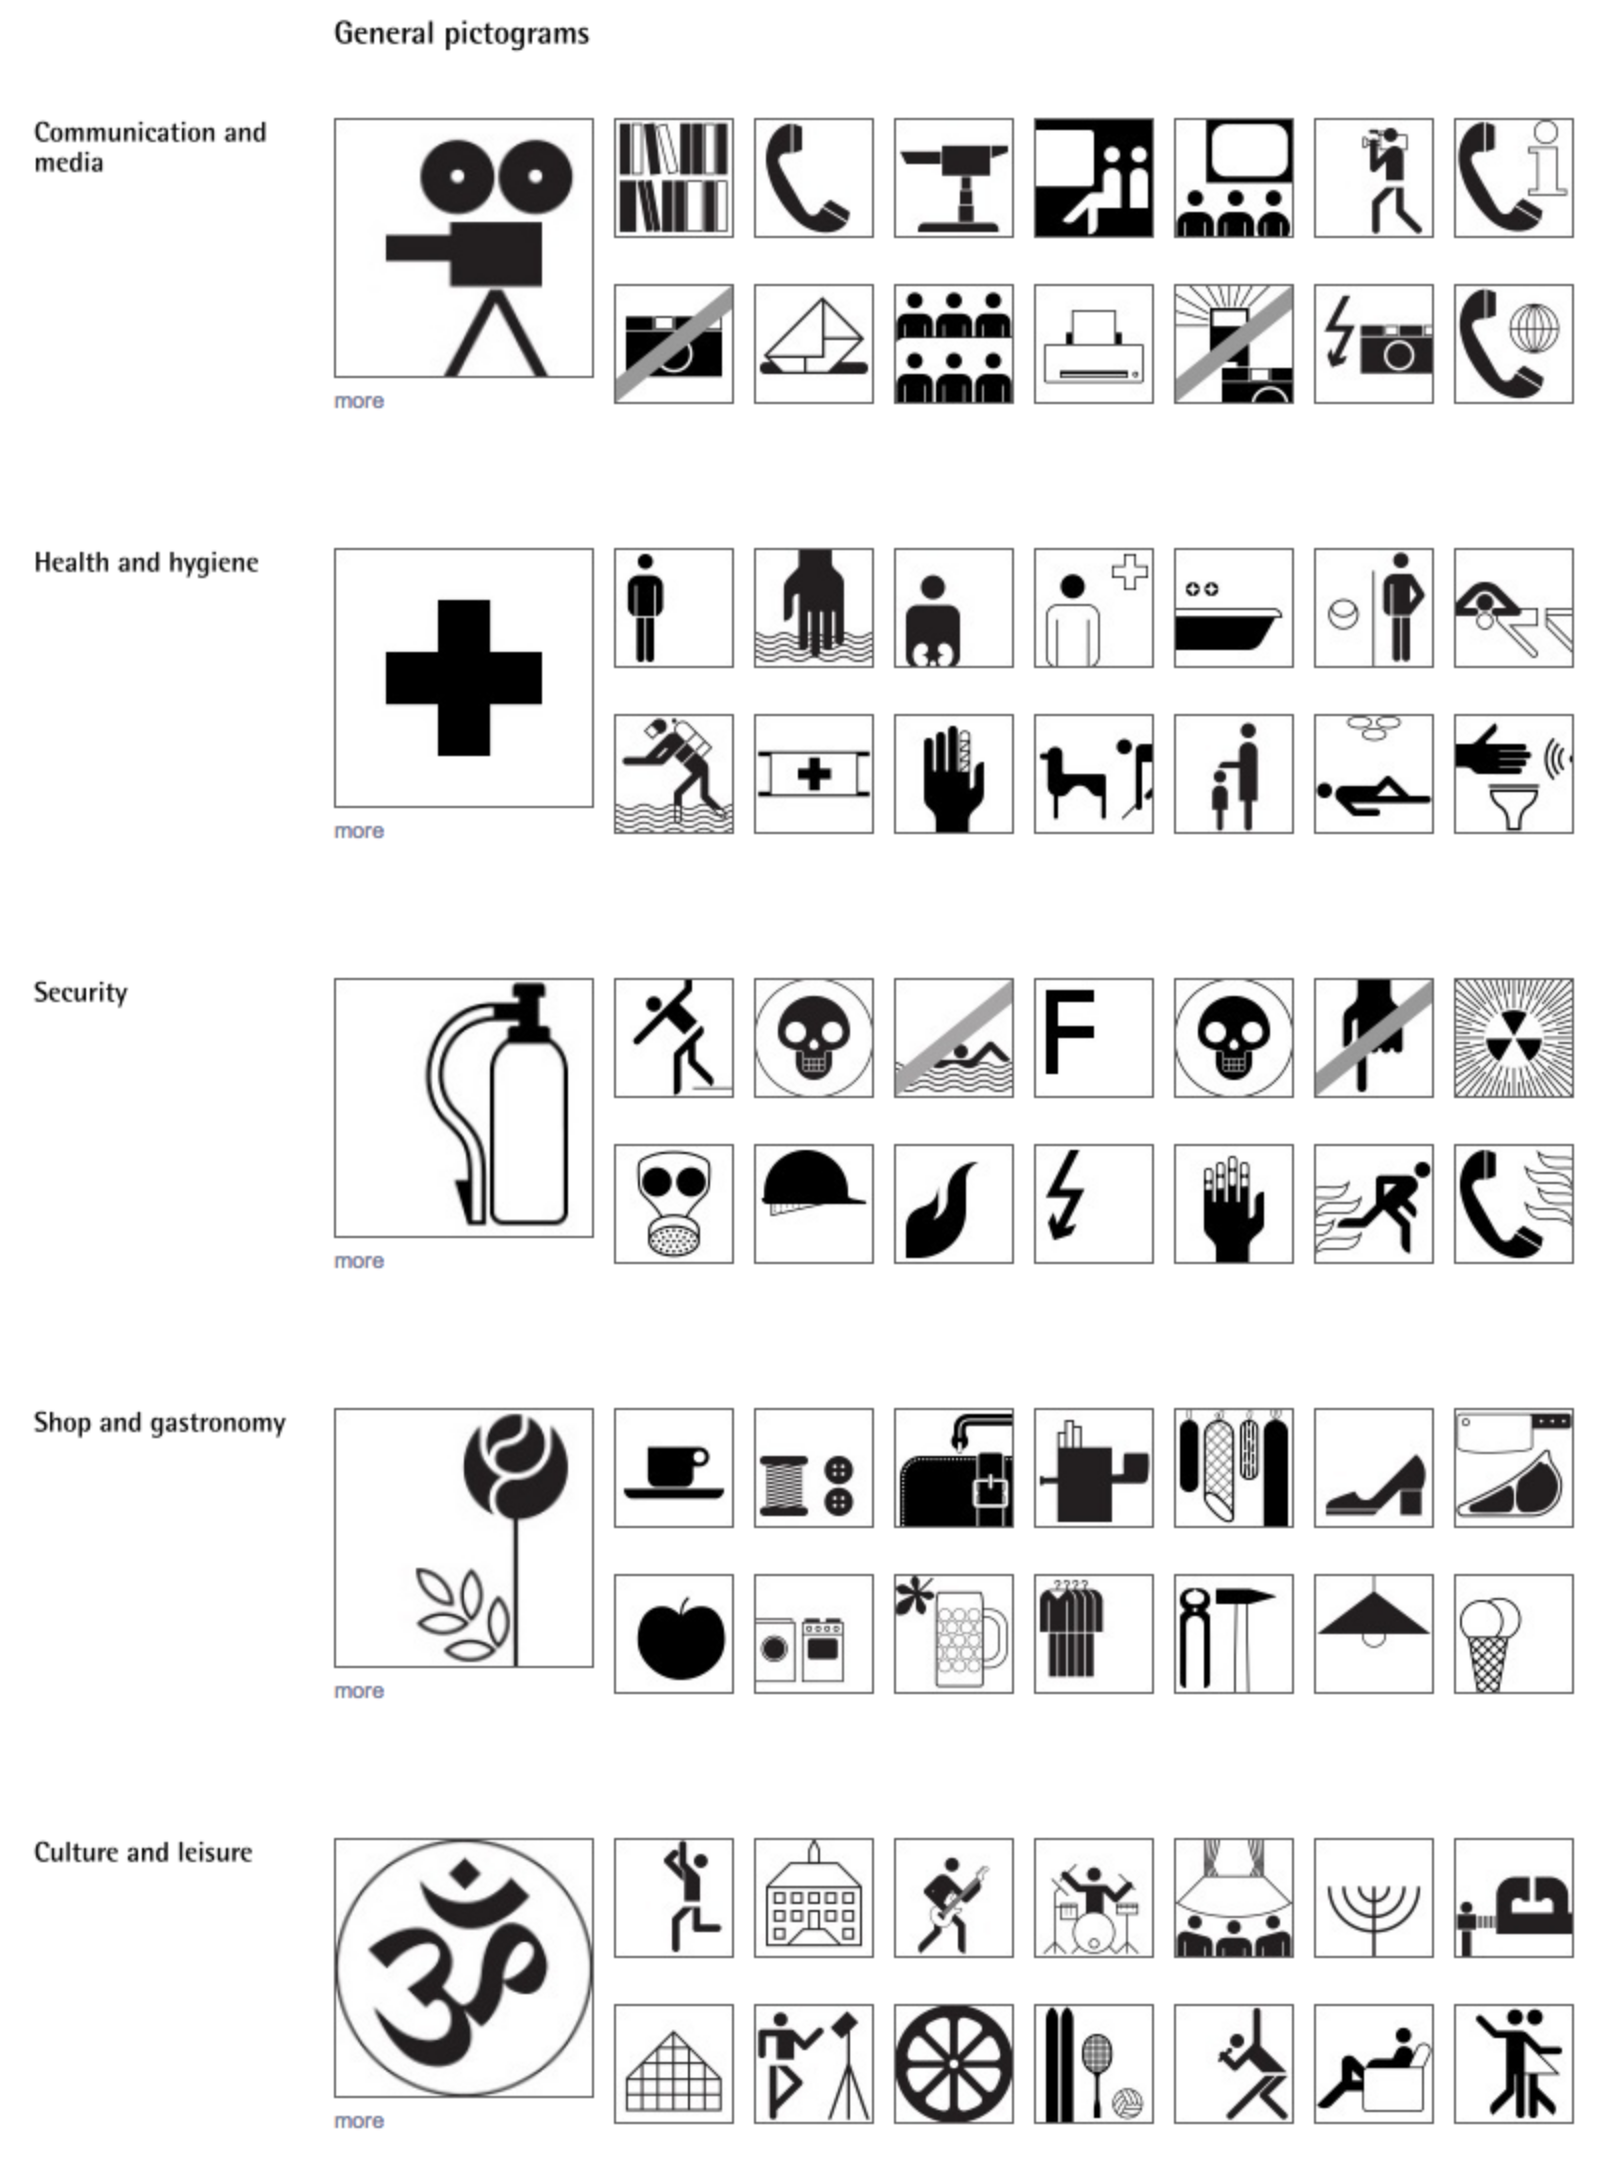 General pictograms
Communication and
media
more
Health and hygiene
more
Security
F
more
Shop and gastronomy
more
Culture and leisure
ॐ
more